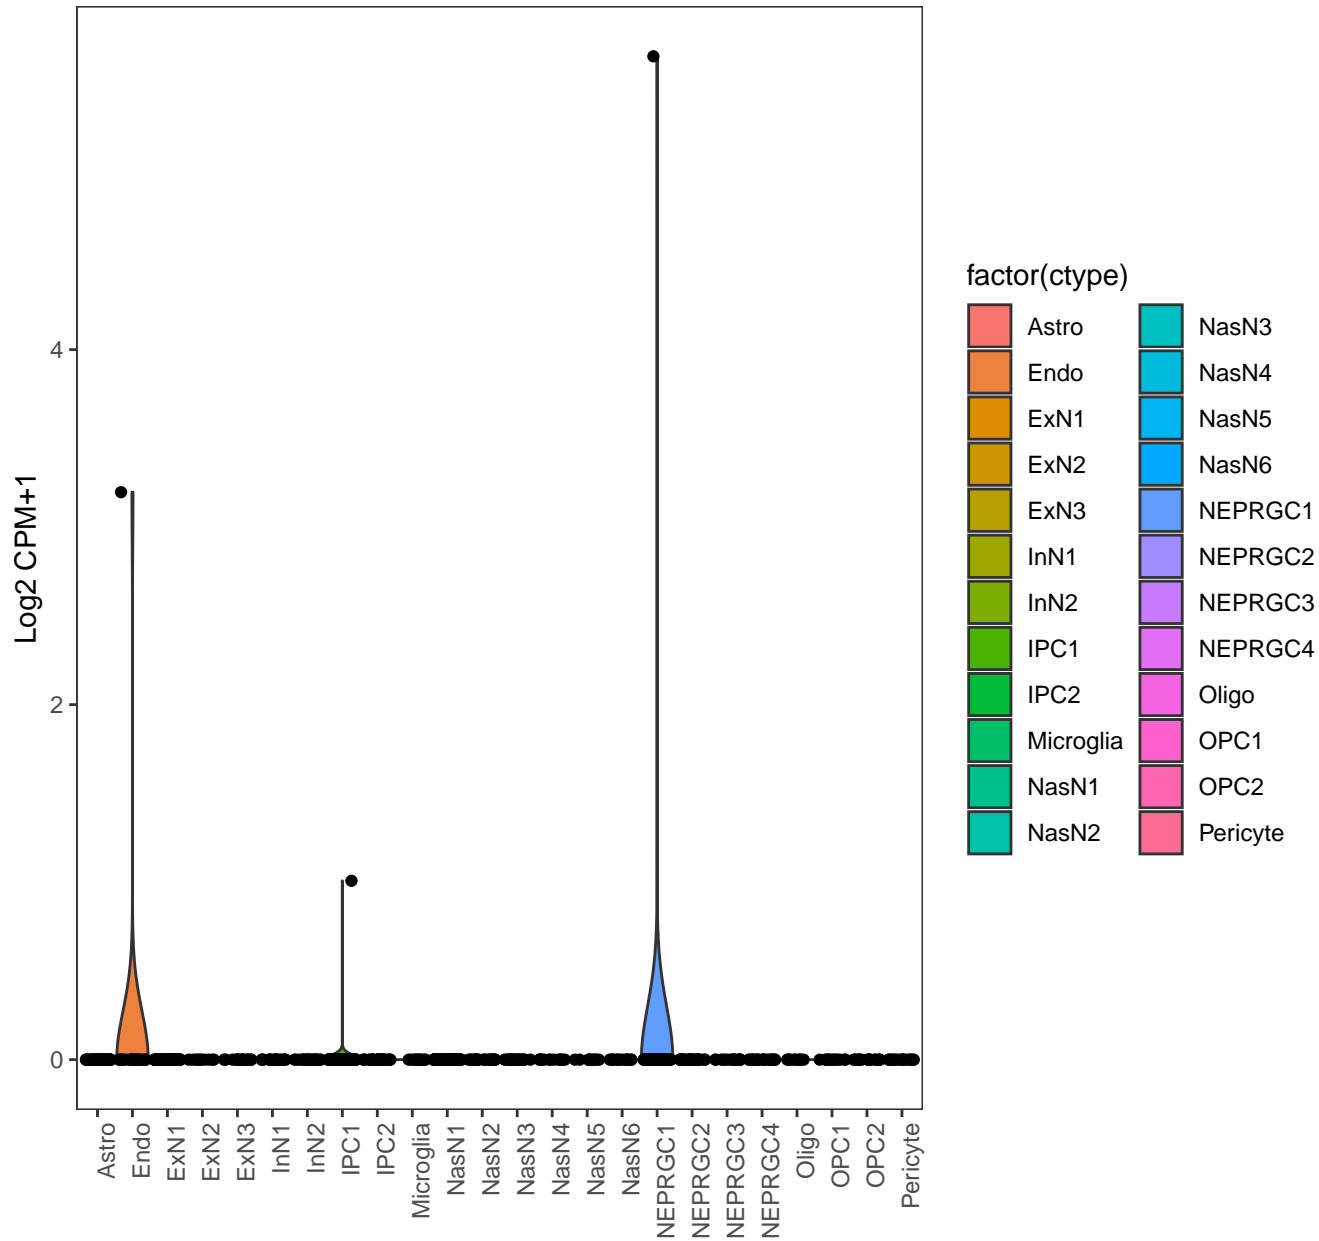 Log2 CPM+1
4
2
0
Astro
Endo
ExN1
ExN2
ExN3
InN1
InN2
IPC1
IPC2
Microglia
NasN1
NasN2
NasN3
NasN4
NasN5
NasN6
NEPRGC1
NEPRGC2
NEPRGC3
NEPRGC4
Oligo
OPC1
OPC2
Pericyte
factor(ctype)
Astro
Endo
ExN1
ExN2
ExN3
InN1
InN2
IPC1
IPC2
Microglia
NasN1
NasN2
NasN3
NasN4
NasN5
NasN6
NEPRGC1
NEPRGC2
NEPRGC3
NEPRGC4
Oligo
OPC1
OPC2
Pericyte